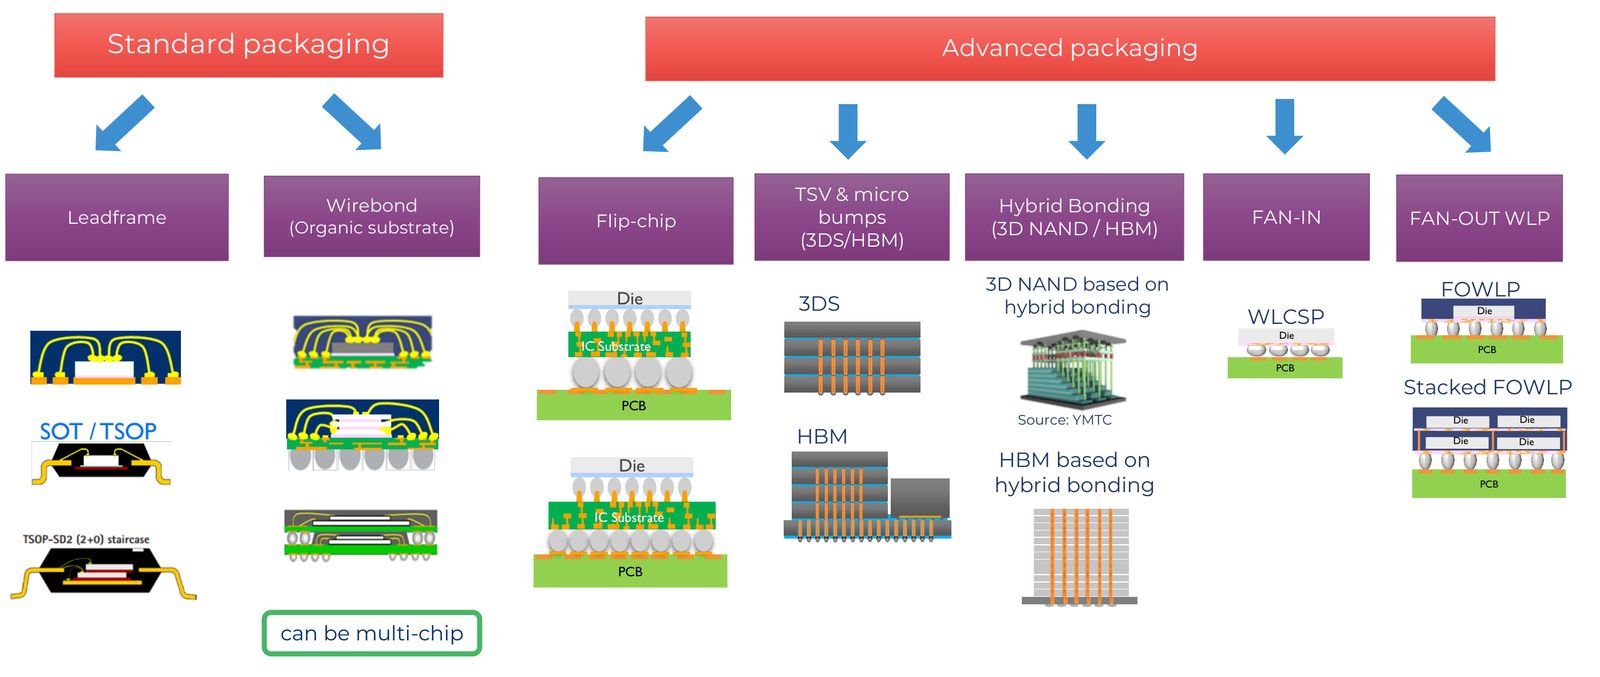 Standard packaging
Advanced packaging
Leadframe
Wirebond
(Organic substrate)
Flip-chip
TSV & micro
bumps
(3DS/HBM)
Hybrid Bonding
(3D NAND / HBM)
FAN-IN
FAN-OUT WLP
SOT / TSOP
TSOP-SD2 (2+0) staircase
can be multi-chip
Die
IC Substrate
PCB
Die
IC Substrate
PCB
3DS
HBM
3D NAND based on
hybrid bonding
Source: YMTC
HBM based on
hybrid bonding
WLCSP
Die
PCB
FOWLP
Die
PCB
Stacked FOWLP
Die Die
Die Die
PCB